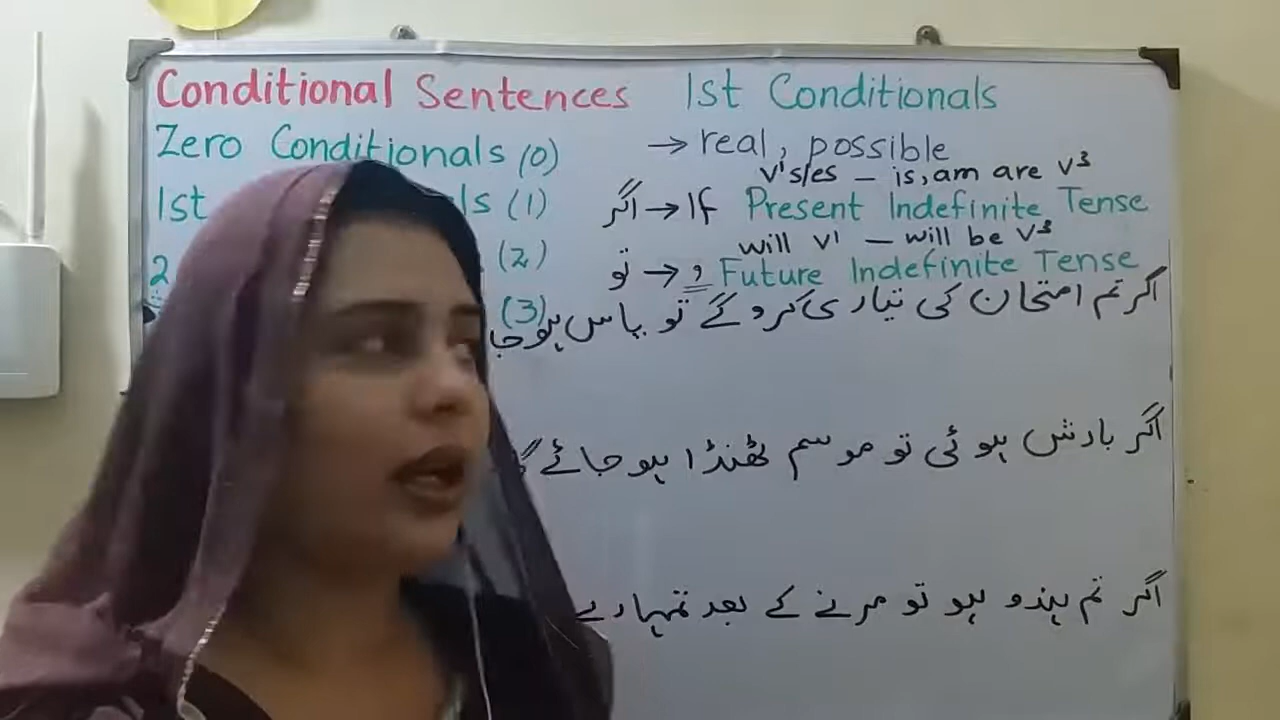 Conditional Sentences
Zero Conditionals (0)
1st ls (1)
2 (2)
(3)
1st Conditionals
→ real, possible
v¹s/es – is, am are v³
اگر → If Present Indefinite Tense
will v¹ – will be v³
تو → , Future Indefinite Tense
اگر تم امتحان کی تیاری کرو گے تو پاس ہو جا
اگر بارش ہوئی تو موسم ٹھنڈا ہو جائے گ
اگر تم ہندو ہو تو مرنے کے بعد تمہارے